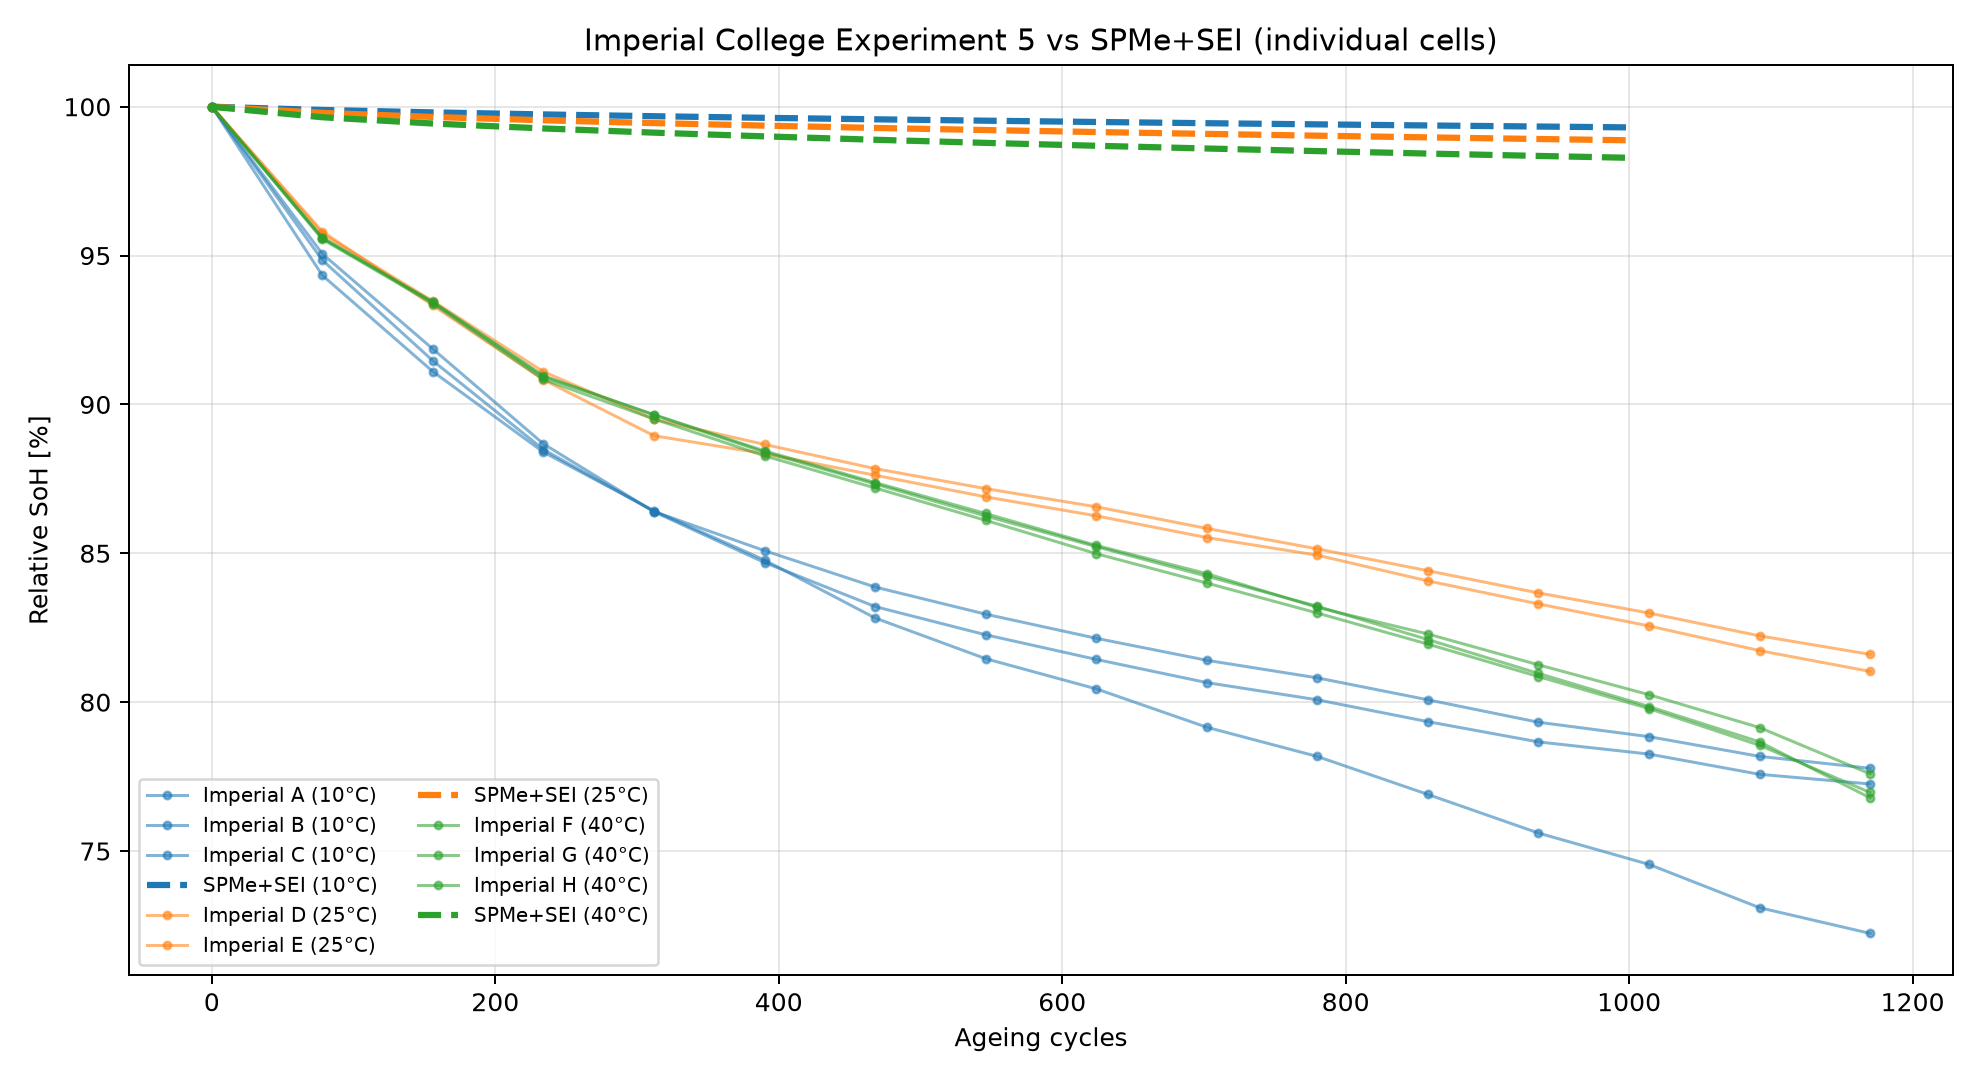 Imperial College Experiment 5 vs SPMe+SEI (individual cells)
Relative SoH [%]
100
95
90
85
80
75
Imperial A (10°C)
Imperial B (10°C)
Imperial C (10°C)
SPMe+SEI (10°C)
Imperial D (25°C)
Imperial E (25°C)
SPMe+SEI (25°C)
Imperial F (40°C)
Imperial G (40°C)
Imperial H (40°C)
SPMe+SEI (40°C)
0 200 400 600 800 1000 1200
Ageing cycles